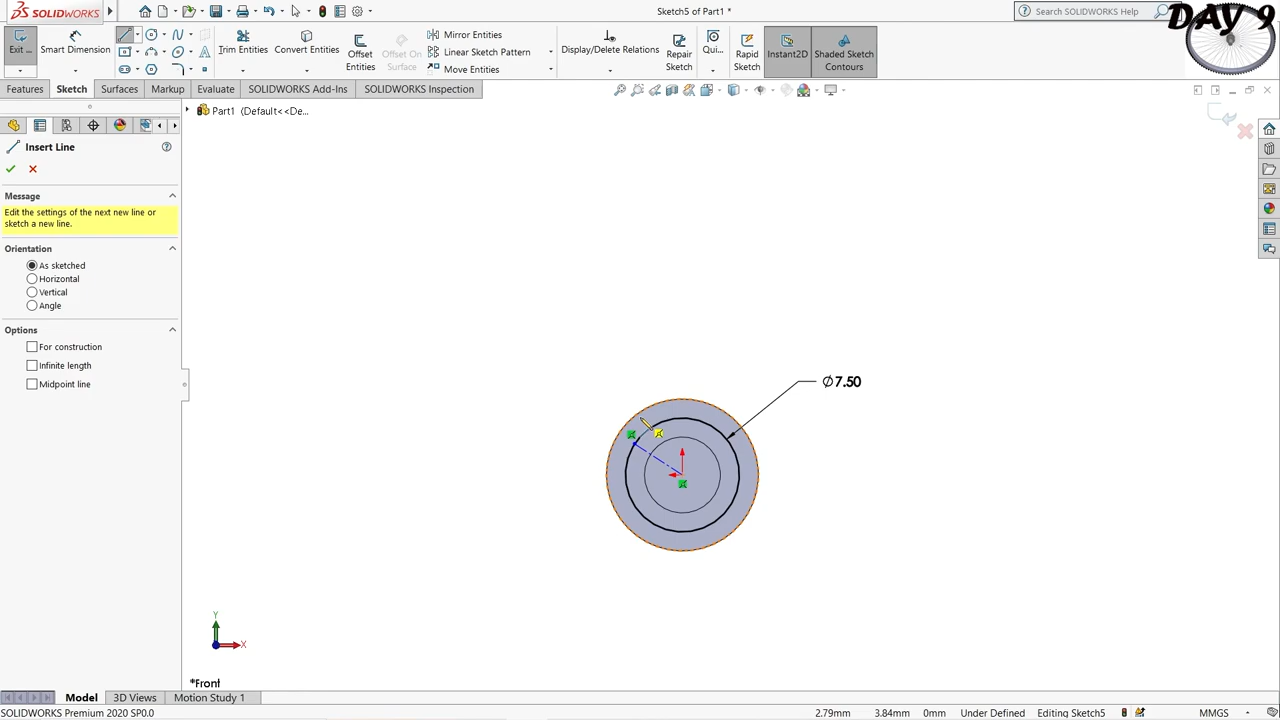 SOLIDWORKS
Sketch5 of Part1 *
Search SOLIDWORKS Help
DAY 9
Exit ...
Smart Dimension
Trim Entities
Convert Entities
Offset Entities
Offset On Surface
Mirror Entities
Linear Sketch Pattern
Move Entities
Display/Delete Relations
Repair Sketch
Qui...
Rapid Sketch
Instant2D
Shaded Sketch Contours
Features
Sketch
Surfaces
Markup
Evaluate
SOLIDWORKS Add-Ins
SOLIDWORKS Inspection
Part1 (Default<<De...
Insert Line
Message
Edit the settings of the next new line or
sketch a new line.
Orientation
As sketched
Horizontal
Vertical
Angle
Options
For construction
Infinite length
Midpoint line
Ø7.50
Y
X
*Front
Model
3D Views
Motion Study 1
SOLIDWORKS Premium 2020 SP0.0
2.79mm
3.84mm
0mm
Under Defined
Editing Sketch5
MMGS